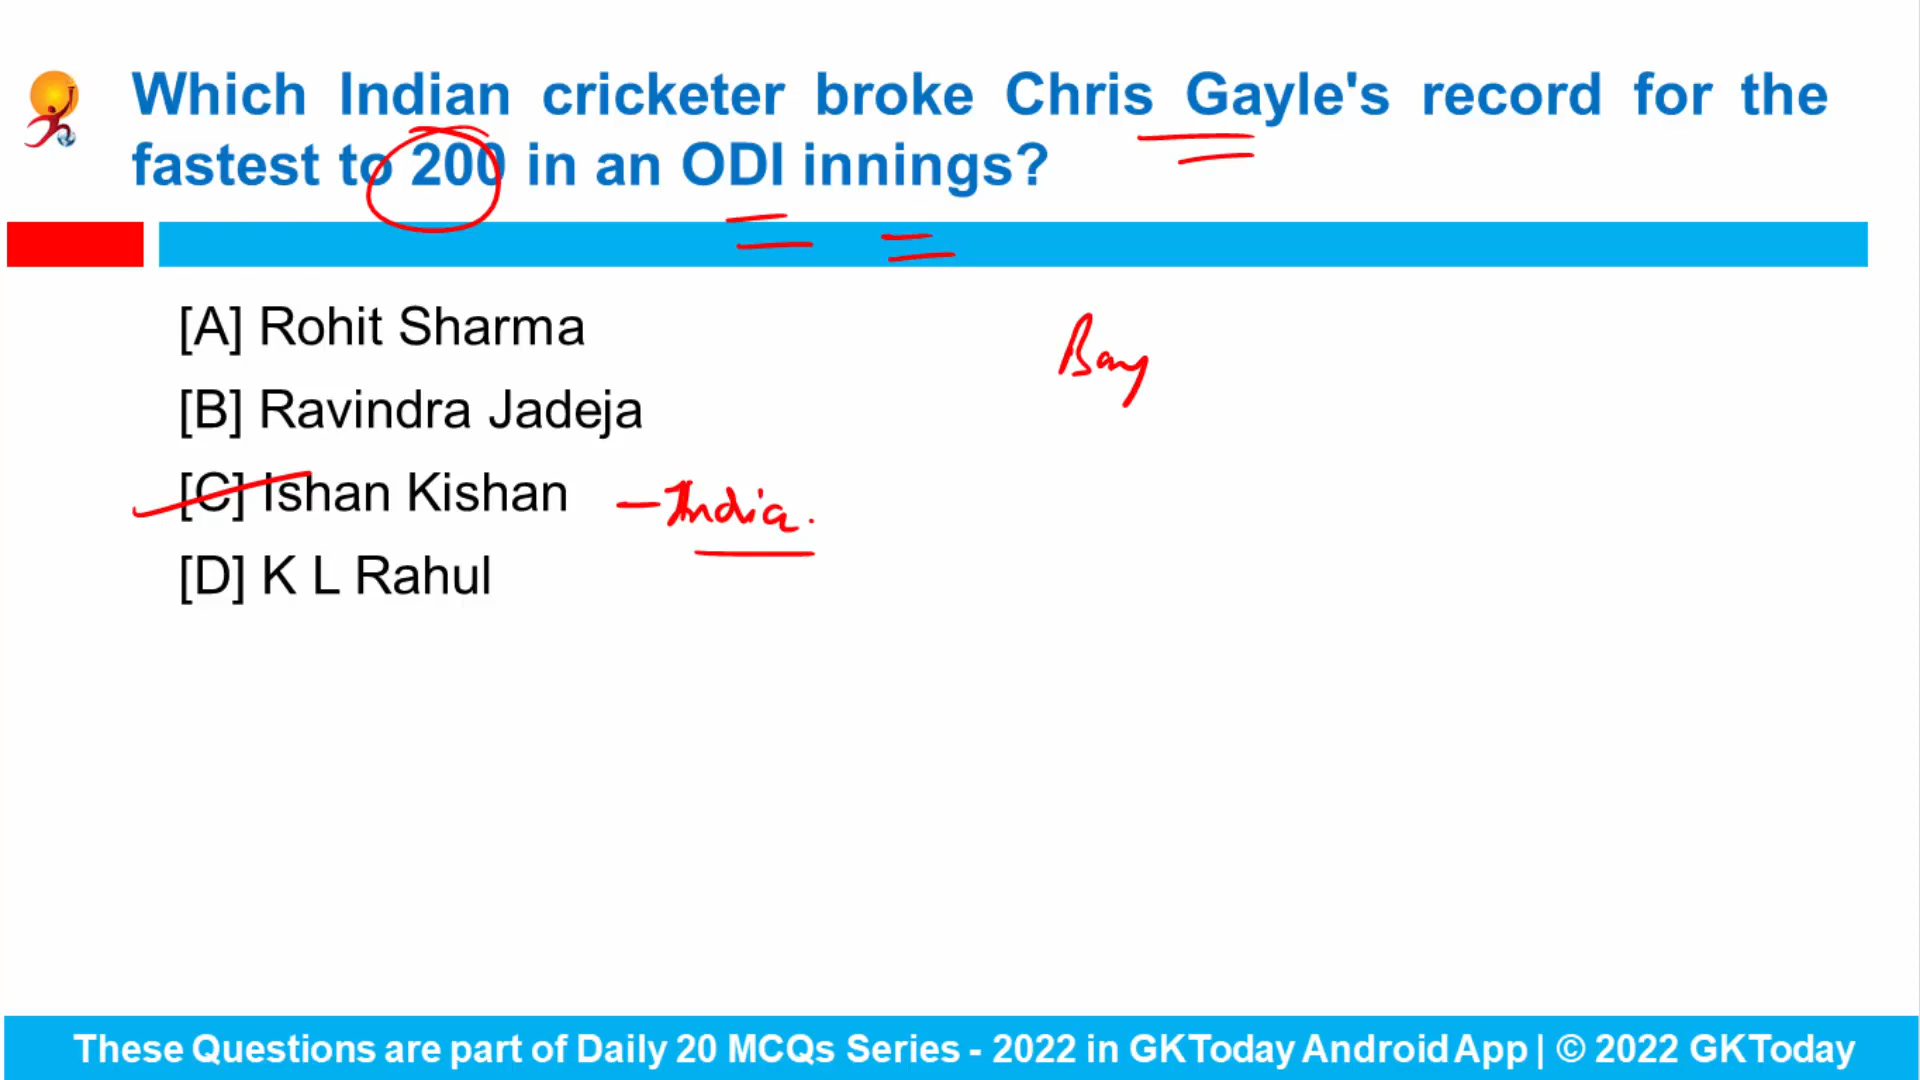 Which Indian cricketer broke Chris Gayle's record for the
fastest to 200 in an ODI innings?
[A] Rohit Sharma
Bang
[B] Ravindra Jadeja
[C] Ishan Kishan – India.
[D] K L Rahul
These Questions are part of Daily 20 MCQs Series - 2022 in GKToday Android App | © 2022 GKToday